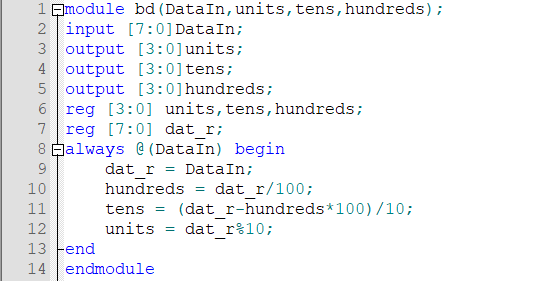 1 module bd(DataIn,units,tens,hundreds);
2 input [7:0]DataIn;
3 output [3:0]units;
4 output [3:0]tens;
5 output [3:0]hundreds;
6 reg [3:0] units,tens,hundreds;
7 reg [7:0] dat_r;
8 always @(DataIn) begin
9     dat_r = DataIn;
10     hundreds = dat_r/100;
11     tens = (dat_r-hundreds*100)/10;
12     units = dat_r%10;
13 end
14 endmodule